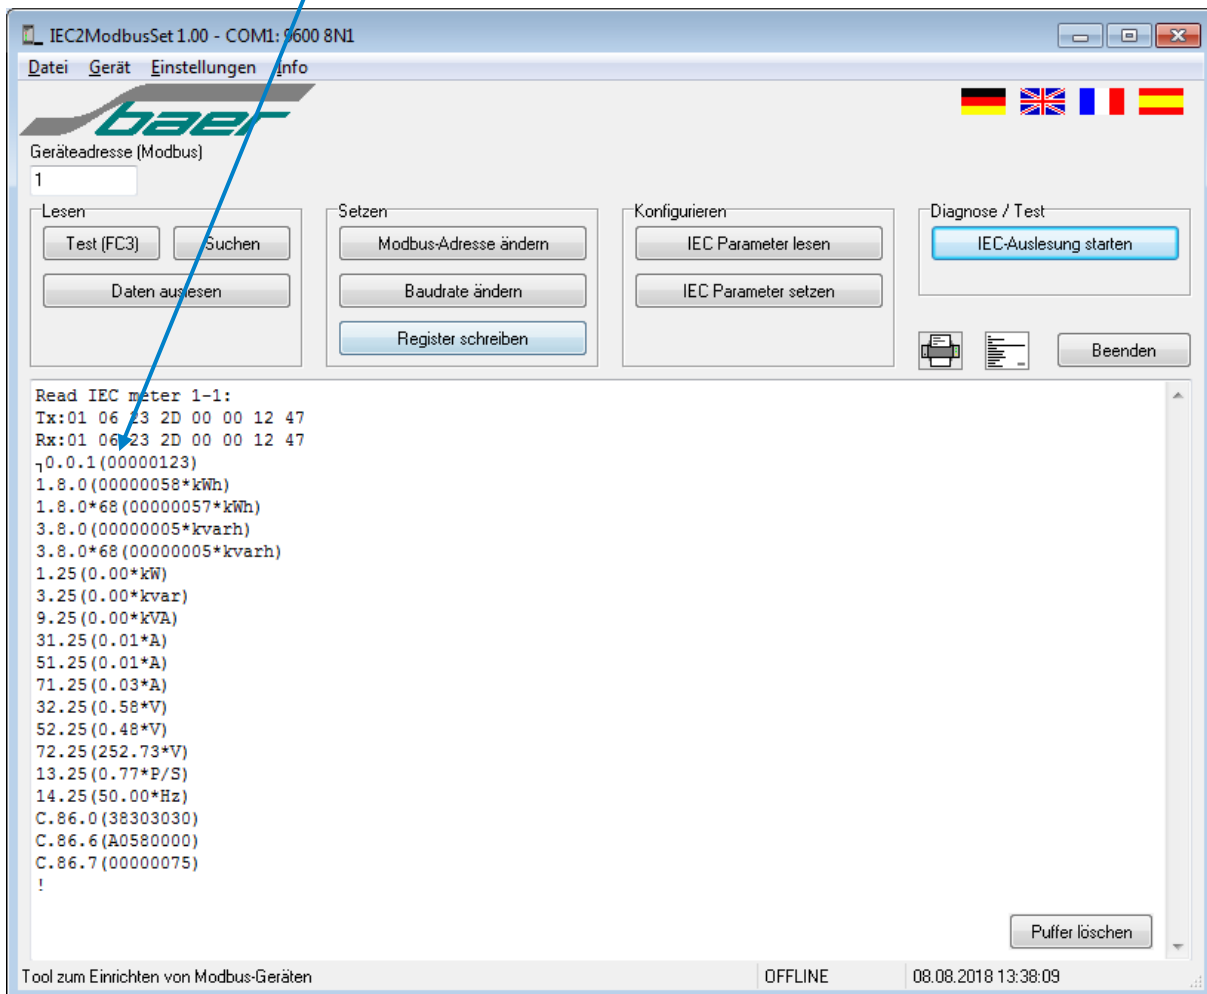 IEC2ModbusSet 1.00 - COM1: 9600 8N1
Datei Gerät Einstellungen Info
baer
Geräteadresse (Modbus)
1
Lesen
Test (FC3) Suchen
Daten auslesen
Setzen
Modbus-Adresse ändern
Baudrate ändern
Register schreiben
Konfigurieren
IEC Parameter lesen
IEC Parameter setzen
Diagnose / Test
IEC-Auslesung starten
Beenden
Read IEC meter 1-1:
Tx:01 06 23 2D 00 00 12 47
Rx:01 06 23 2D 00 00 12 47
┐0.0.1(00000123)
1.8.0(00000058*kWh)
1.8.0*68(00000057*kWh)
3.8.0(00000005*kvarh)
3.8.0*68(00000005*kvarh)
1.25(0.00*kW)
3.25(0.00*kvar)
9.25(0.00*kVA)
31.25(0.01*A)
51.25(0.01*A)
71.25(0.03*A)
32.25(0.58*V)
52.25(0.48*V)
72.25(252.73*V)
13.25(0.77*P/S)
14.25(50.00*Hz)
C.86.0(38303030)
C.86.6(A0580000)
C.86.7(00000075)
!
Puffer löschen
Tool zum Einrichten von Modbus-Geräten OFFLINE 08.08.2018 13:38:09